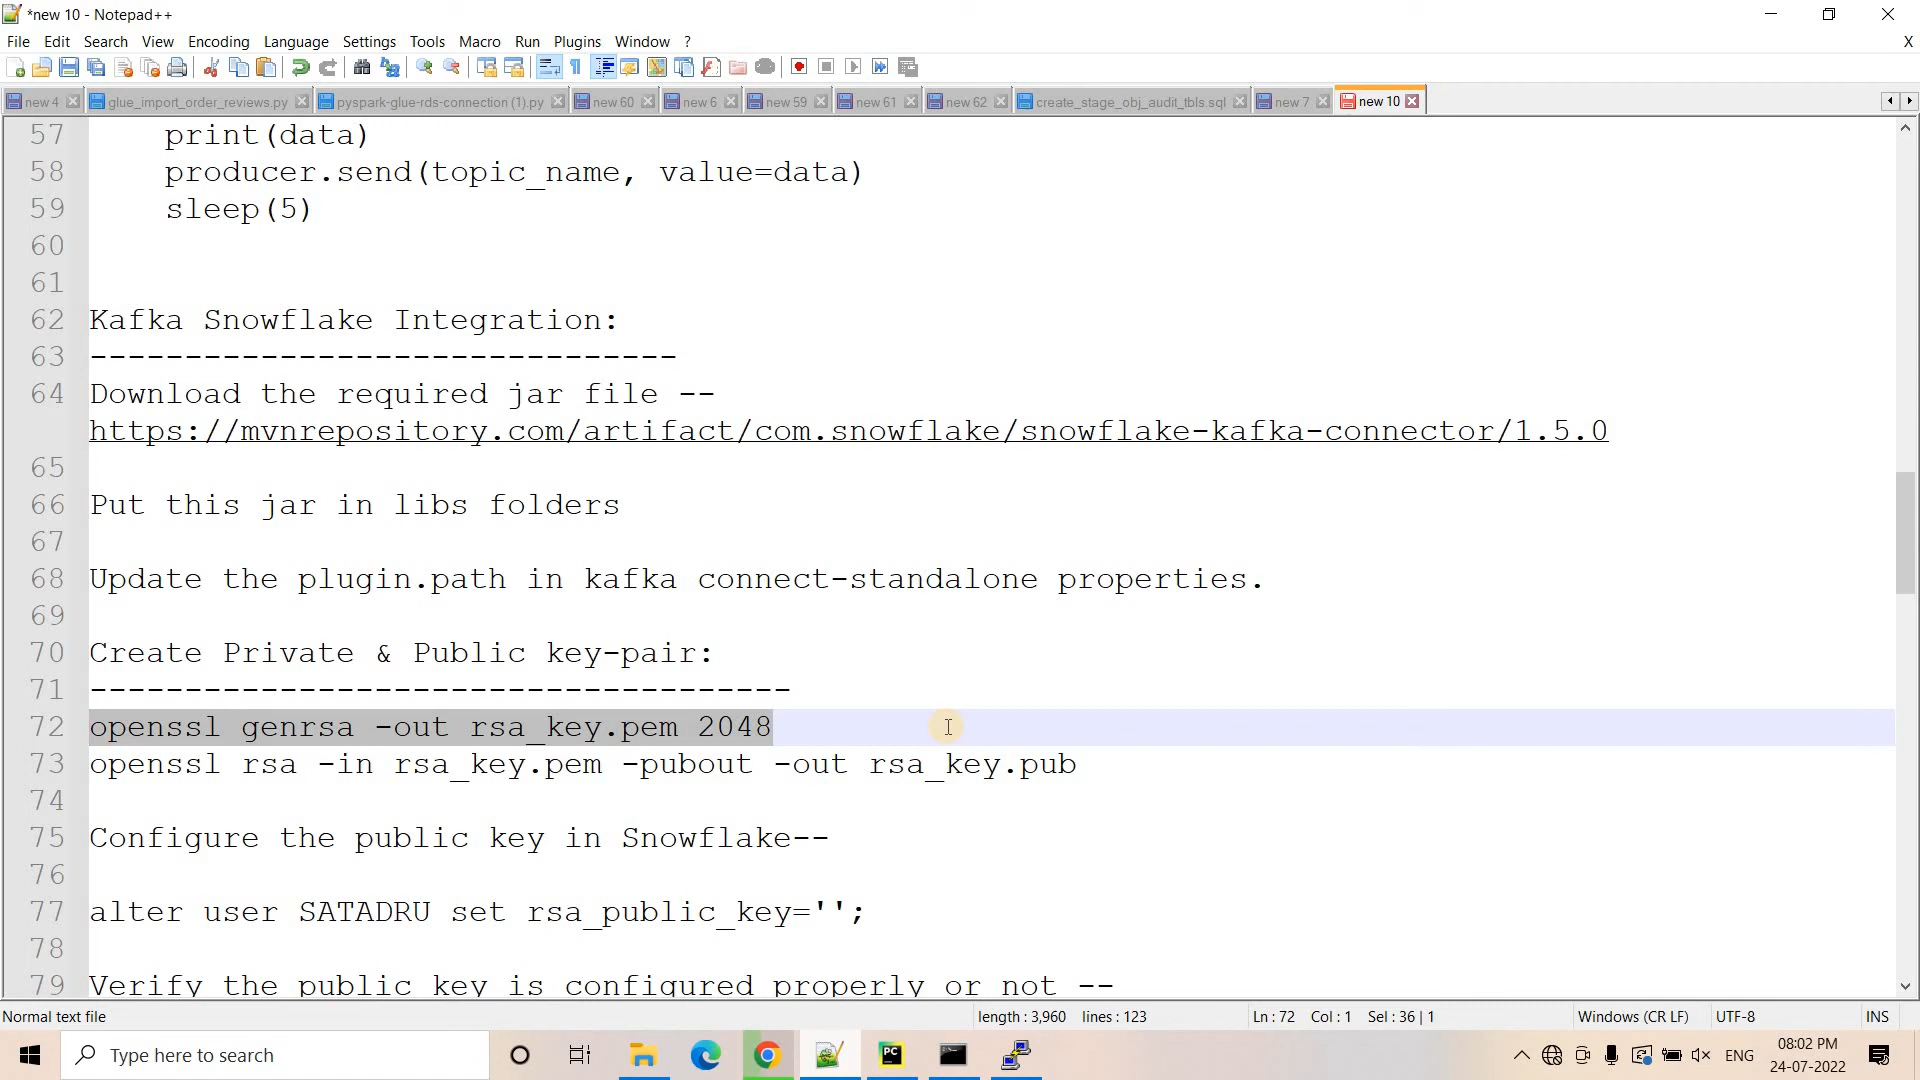 *new 10 - Notepad++
File Edit Search View Encoding Language Settings Tools Macro Run Plugins Window ? X
new 4 glue_import_order_reviews.py pyspark-glue-rds-connection (1).py new 60 new 6 new 59 new 61 new 62 create_stage_obj_audit_tbls.sql new 7 new 10
57 print(data)
58 producer.send(topic_name, value=data)
59 sleep(5)
60
61
62 Kafka Snowflake Integration:
63 -------------------------------
64 Download the required jar file --
https://mvnrepository.com/artifact/com.snowflake/snowflake-kafka-connector/1.5.0
65
66 Put this jar in libs folders
67
68 Update the plugin.path in kafka connect-standalone properties.
69
70 Create Private & Public key-pair:
71 -------------------------------------
72 openssl genrsa -out rsa_key.pem 2048
73 openssl rsa -in rsa_key.pem -pubout -out rsa_key.pub
74
75 Configure the public key in Snowflake--
76
77 alter user SATADRU set rsa_public_key='';
78
79 Verify the public key is configured properly or not --
Normal text file length : 3,960 lines : 123 Ln : 72 Col : 1 Sel : 36 | 1 Windows (CR LF) UTF-8 INS
Type here to search PC ENG 08:02 PM
24-07-2022